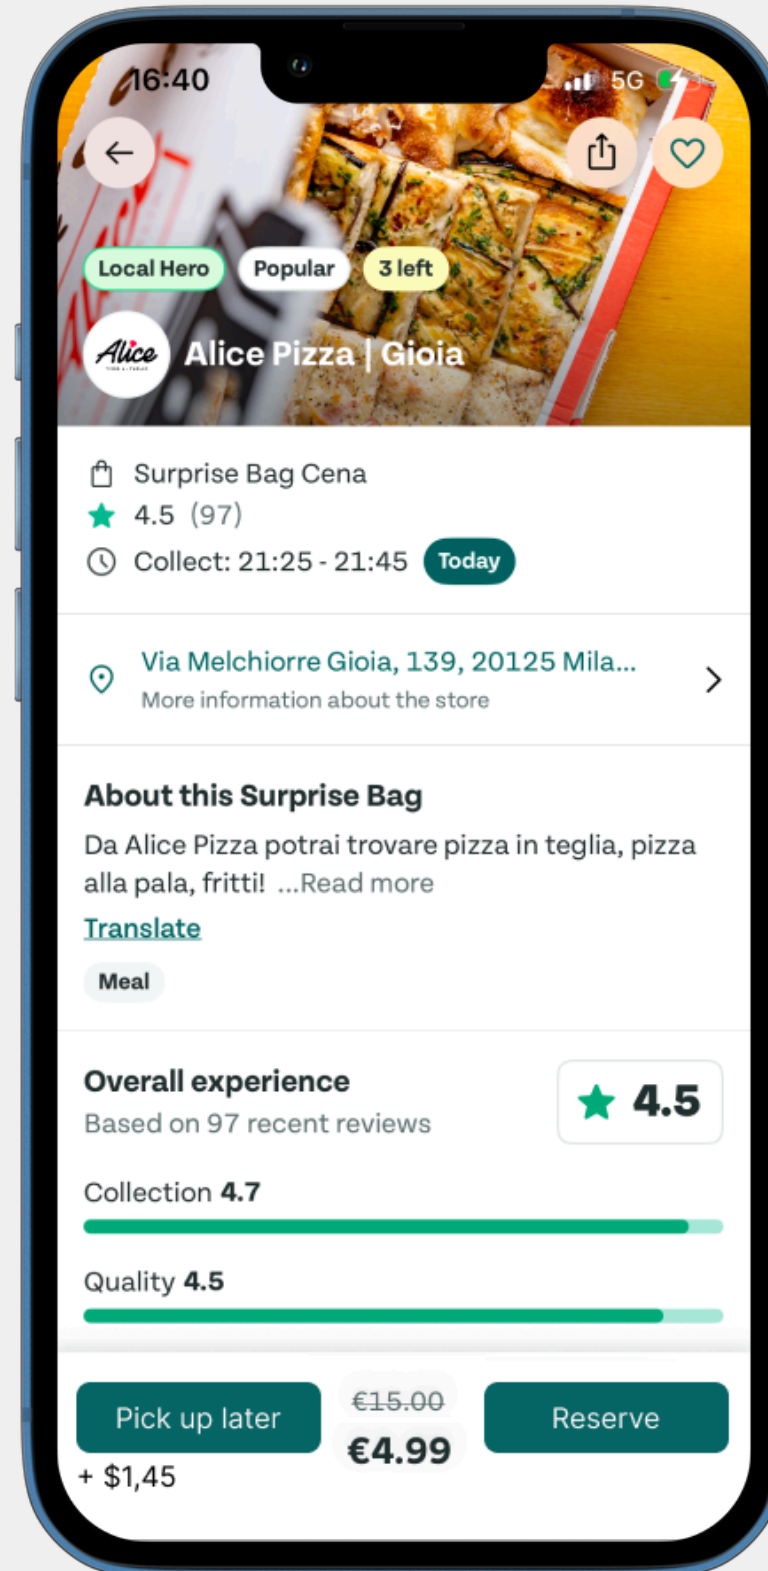 16:40 5G
Local Hero Popular 3 left
Alice Alice Pizza | Gioia
Surprise Bag Cena
4.5 (97)
Collect: 21:25 - 21:45 Today
Via Melchiorre Gioia, 139, 20125 Mila...
More information about the store
About this Surprise Bag
Da Alice Pizza potrai trovare pizza in teglia, pizza
alla pala, fritti! ...Read more
Translate
Meal
Overall experience
Based on 97 recent reviews
4.5
Collection 4.7
Quality 4.5
Pick up later
+ $1,45
€15.00
€4.99
Reserve